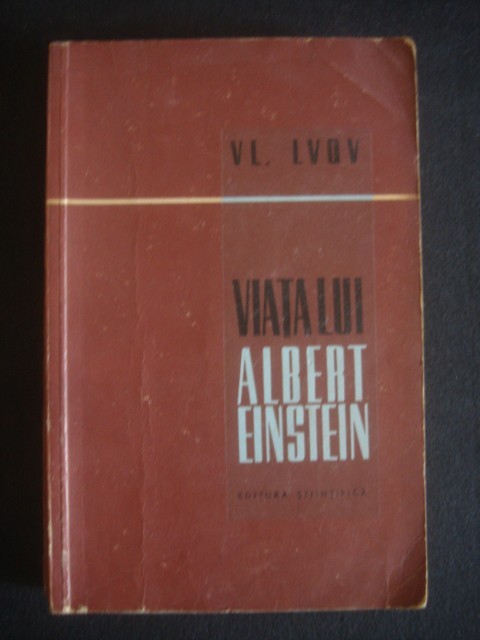 VL. LVOV
VIAȚA LUI
ALBERT
EINSTEIN
EDITURA ȘTIINȚIFICĂ